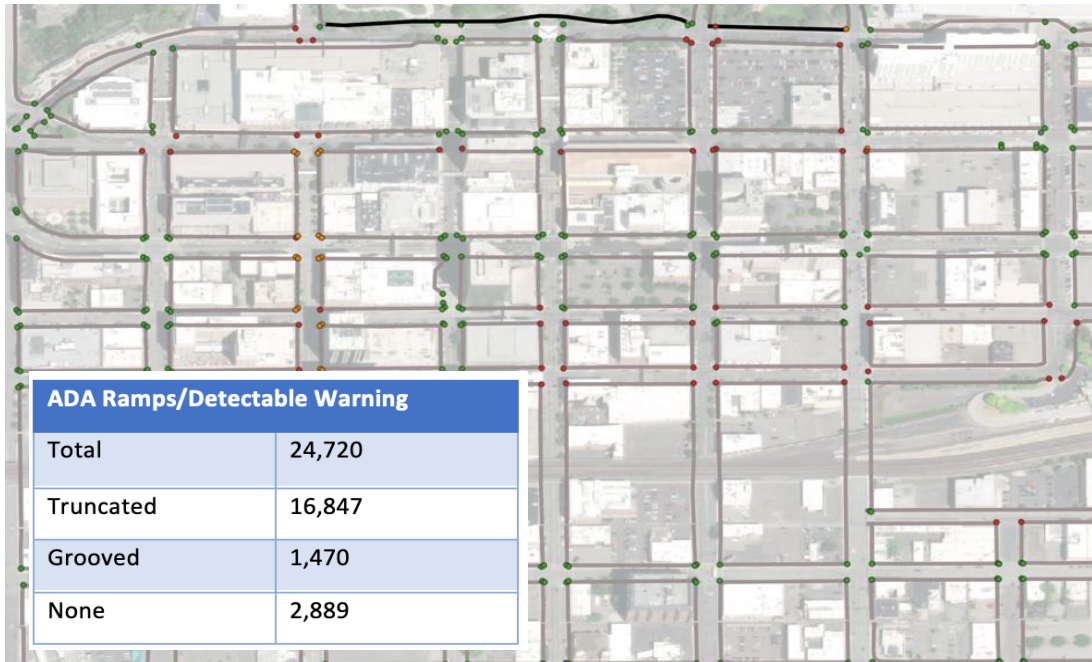 ADA Ramps/Detectable Warning
Total 24,720
Truncated 16,847
Grooved 1,470
None 2,889